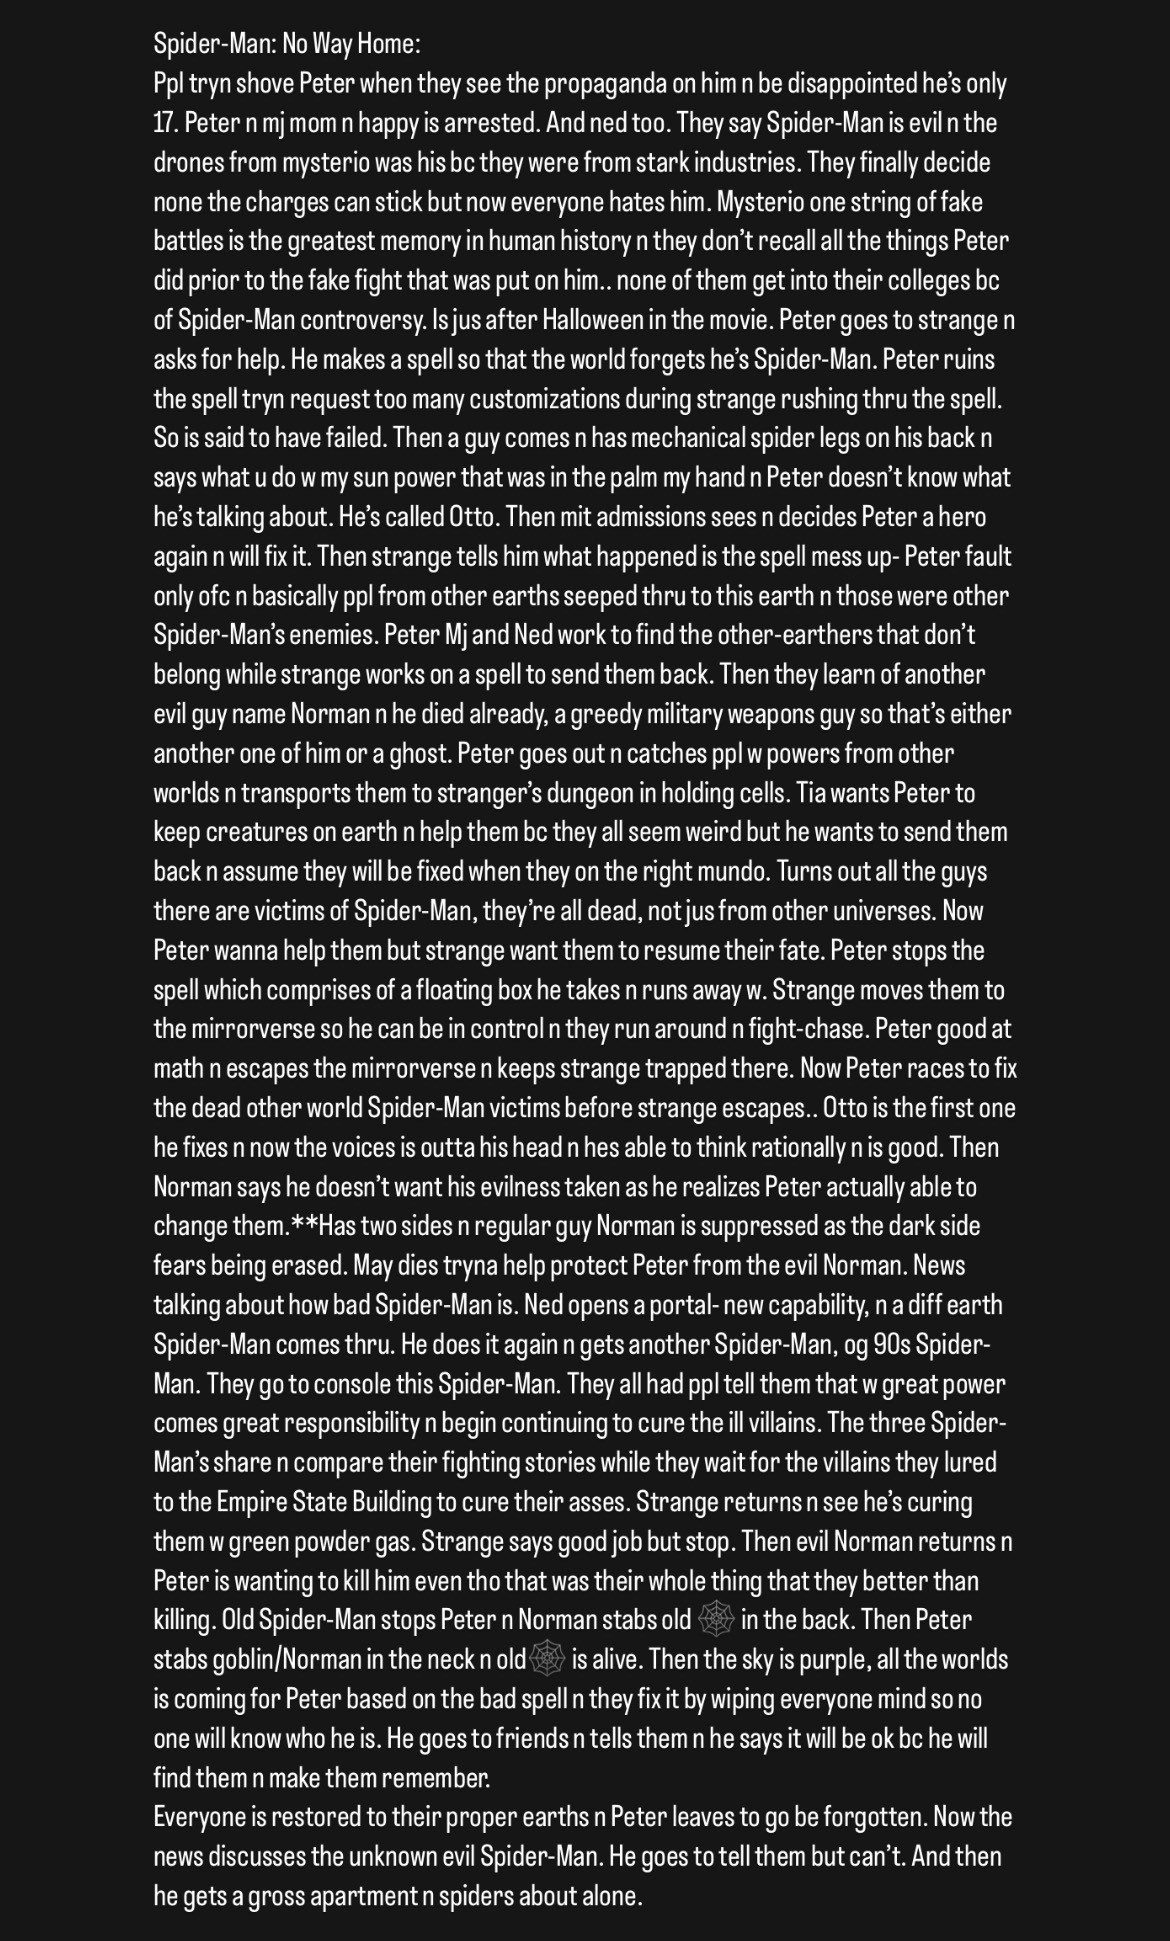 Spider-Man: No Way Home:
Ppl tryn shove Peter when they see the propaganda on him n be disappointed he’s only
17. Peter n mj mom n happy is arrested. And ned too. They say Spider-Man is evil n the
drones from mysterio was his bc they were from stark industries. They finally decide
none the charges can stick but now everyone hates him. Mysterio one string of fake
battles is the greatest memory in human history n they don’t recall all the things Peter
did prior to the fake fight that was put on him.. none of them get into their colleges bc
of Spider-Man controversy. Is jus after Halloween in the movie. Peter goes to strange n
asks for help. He makes a spell so that the world forgets he’s Spider-Man. Peter ruins
the spell tryn request too many customizations during strange rushing thru the spell.
So is said to have failed. Then a guy comes n has mechanical spider legs on his back n
says what u do w my sun power that was in the palm my hand n Peter doesn’t know what
he’s talking about. He’s called Otto. Then mit admissions sees n decides Peter a hero
again n will fix it. Then strange tells him what happened is the spell mess up- Peter fault
only ofc n basically ppl from other earths seeped thru to this earth n those were other
Spider-Man’s enemies. Peter Mj and Ned work to find the other-earthers that don’t
belong while strange works on a spell to send them back. Then they learn of another
evil guy name Norman n he died already, a greedy military weapons guy so that’s either
another one of him or a ghost. Peter goes out n catches ppl w powers from other
worlds n transports them to stranger’s dungeon in holding cells. Tia wants Peter to
keep creatures on earth n help them bc they all seem weird but he wants to send them
back n assume they will be fixed when they on the right mundo. Turns out all the guys
there are victims of Spider-Man, they’re all dead, not jus from other universes. Now
Peter wanna help them but strange want them to resume their fate. Peter stops the
spell which comprises of a floating box he takes n runs away w. Strange moves them to
the mirrorverse so he can be in control n they run around n fight-chase. Peter good at
math n escapes the mirrorverse n keeps strange trapped there. Now Peter races to fix
the dead other world Spider-Man victims before strange escapes.. Otto is the first one
he fixes n now the voices is outta his head n hes able to think rationally n is good. Then
Norman says he doesn’t want his evilness taken as he realizes Peter actually able to
change them.**Has two sides n regular guy Norman is suppressed as the dark side
fears being erased. May dies tryna help protect Peter from the evil Norman. News
talking about how bad Spider-Man is. Ned opens a portal- new capability, n a diff earth
Spider-Man comes thru. He does it again n gets another Spider-Man, og 90s Spider-
Man. They go to console this Spider-Man. They all had ppl tell them that w great power
comes great responsibility n begin continuing to cure the ill villains. The three Spider-
Man’s share n compare their fighting stories while they wait for the villains they lured
to the Empire State Building to cure their asses. Strange returns n see he’s curing
them w green powder gas. Strange says good job but stop. Then evil Norman returns n
Peter is wanting to kill him even tho that was their whole thing that they better than
killing. Old Spider-Man stops Peter n Norman stabs old 🕸 in the back. Then Peter
stabs goblin/Norman in the neck n old🕸 is alive. Then the sky is purple, all the worlds
is coming for Peter based on the bad spell n they fix it by wiping everyone mind so no
one will know who he is. He goes to friends n tells them n he says it will be ok bc he will
find them n make them remember.
Everyone is restored to their proper earths n Peter leaves to go be forgotten. Now the
news discusses the unknown evil Spider-Man. He goes to tell them but can’t. And then
he gets a gross apartment n spiders about alone.